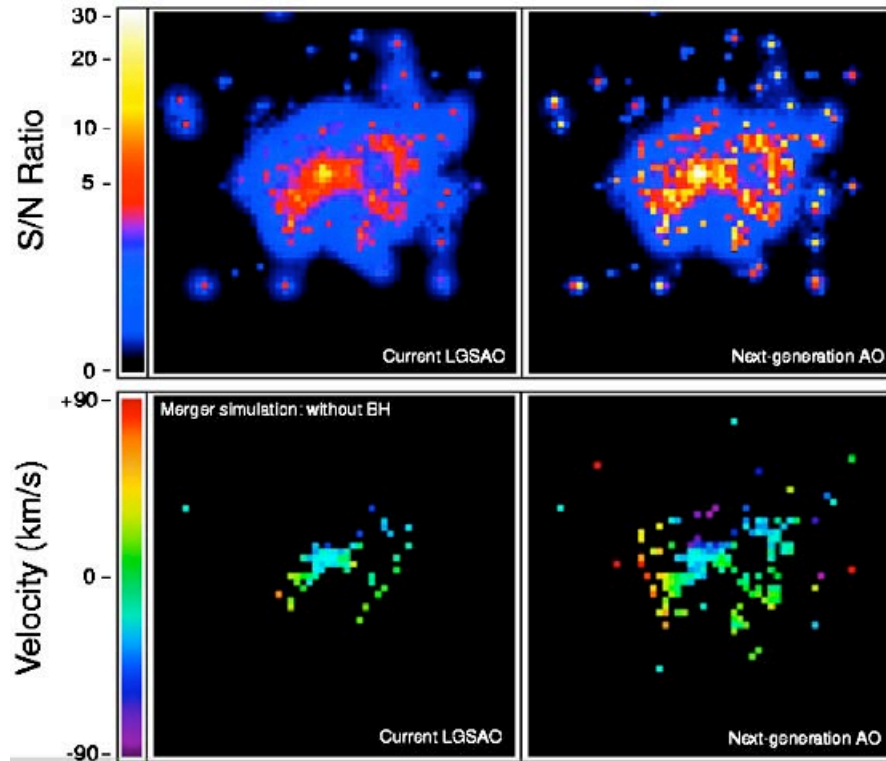 30
20
10
5
0
S/N Ratio
Current LGSAO
Next-generation AO
+90
0
-90
Velocity (km/s)
Merger simulation: without BH
Current LGSAO
Next-generation AO